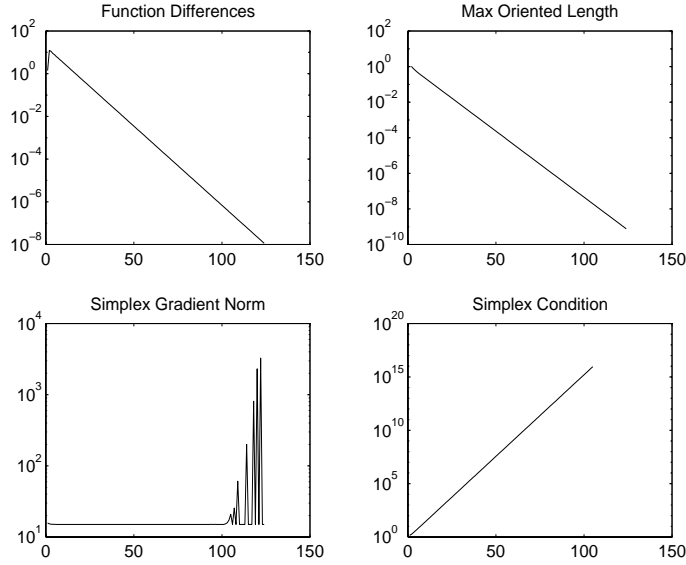 Function Differences
10^2
10^0
10^-2
10^-4
10^-6
10^-8
0 50 100 150
Max Oriented Length
10^2
10^0
10^-2
10^-4
10^-6
10^-8
10^-10
0 50 100 150
Simplex Gradient Norm
10^4
10^3
10^2
10^1
0 50 100 150
Simplex Condition
10^20
10^15
10^10
10^5
10^0
0 50 100 150